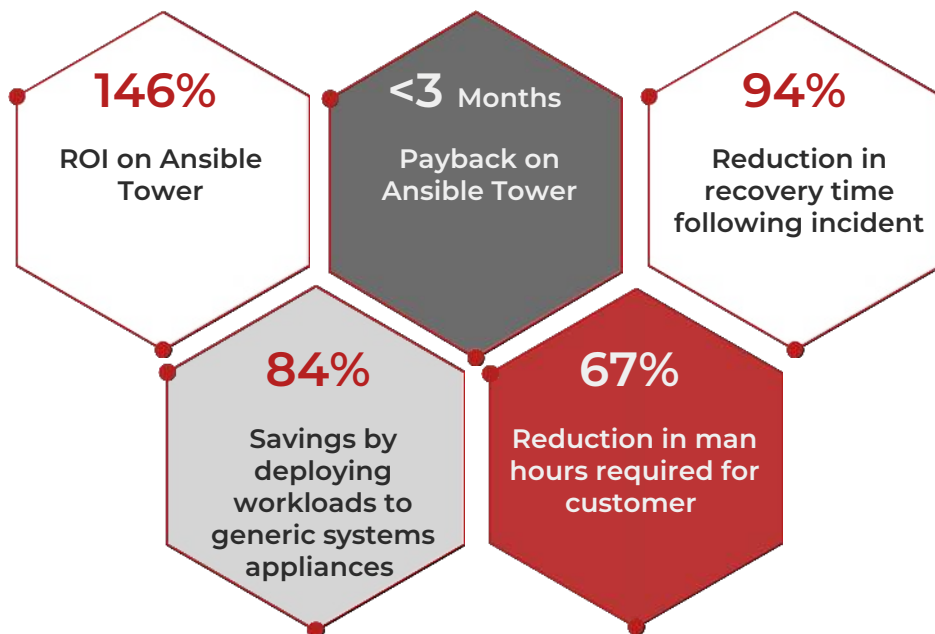 146%
ROI on Ansible
Tower
<3 Months
Payback on
Ansible Tower
94%
Reduction in
recovery time
following incident
84%
Savings by
deploying
workloads to
generic systems
appliances
67%
Reduction in man
hours required for
customer